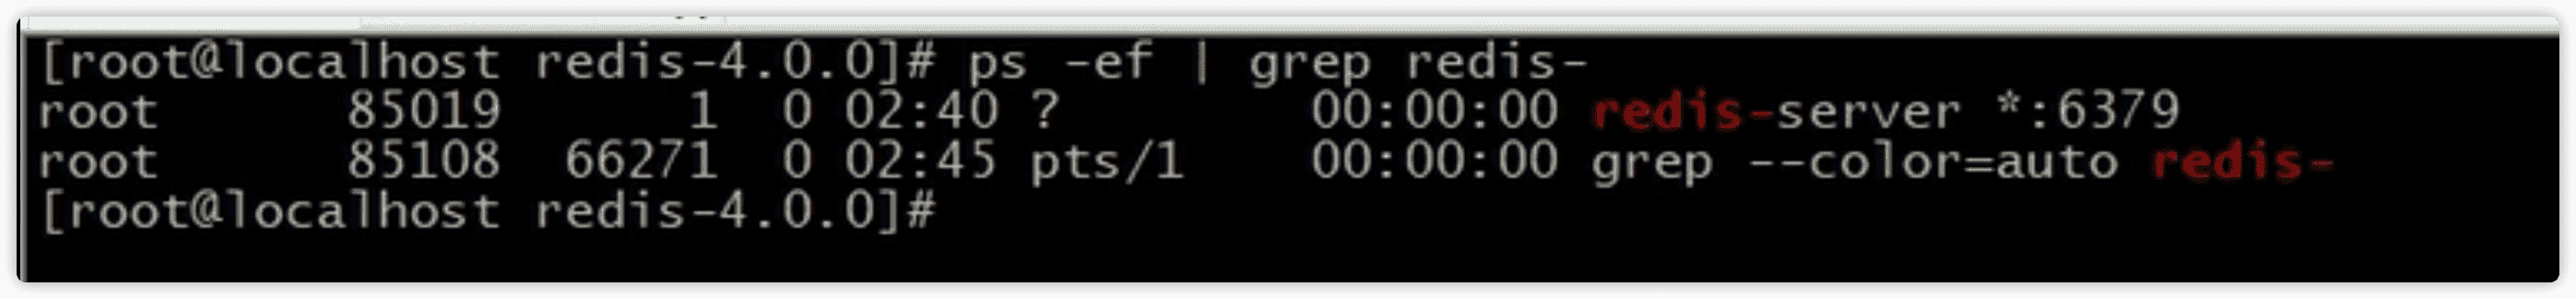 [root@localhost redis-4.0.0]# ps -ef | grep redis-
root 85019 1 0 02:40 ? 00:00:00 redis-server *:6379
root 85108 66271 0 02:45 pts/1 00:00:00 grep --color=auto redis-
[root@localhost redis-4.0.0]#